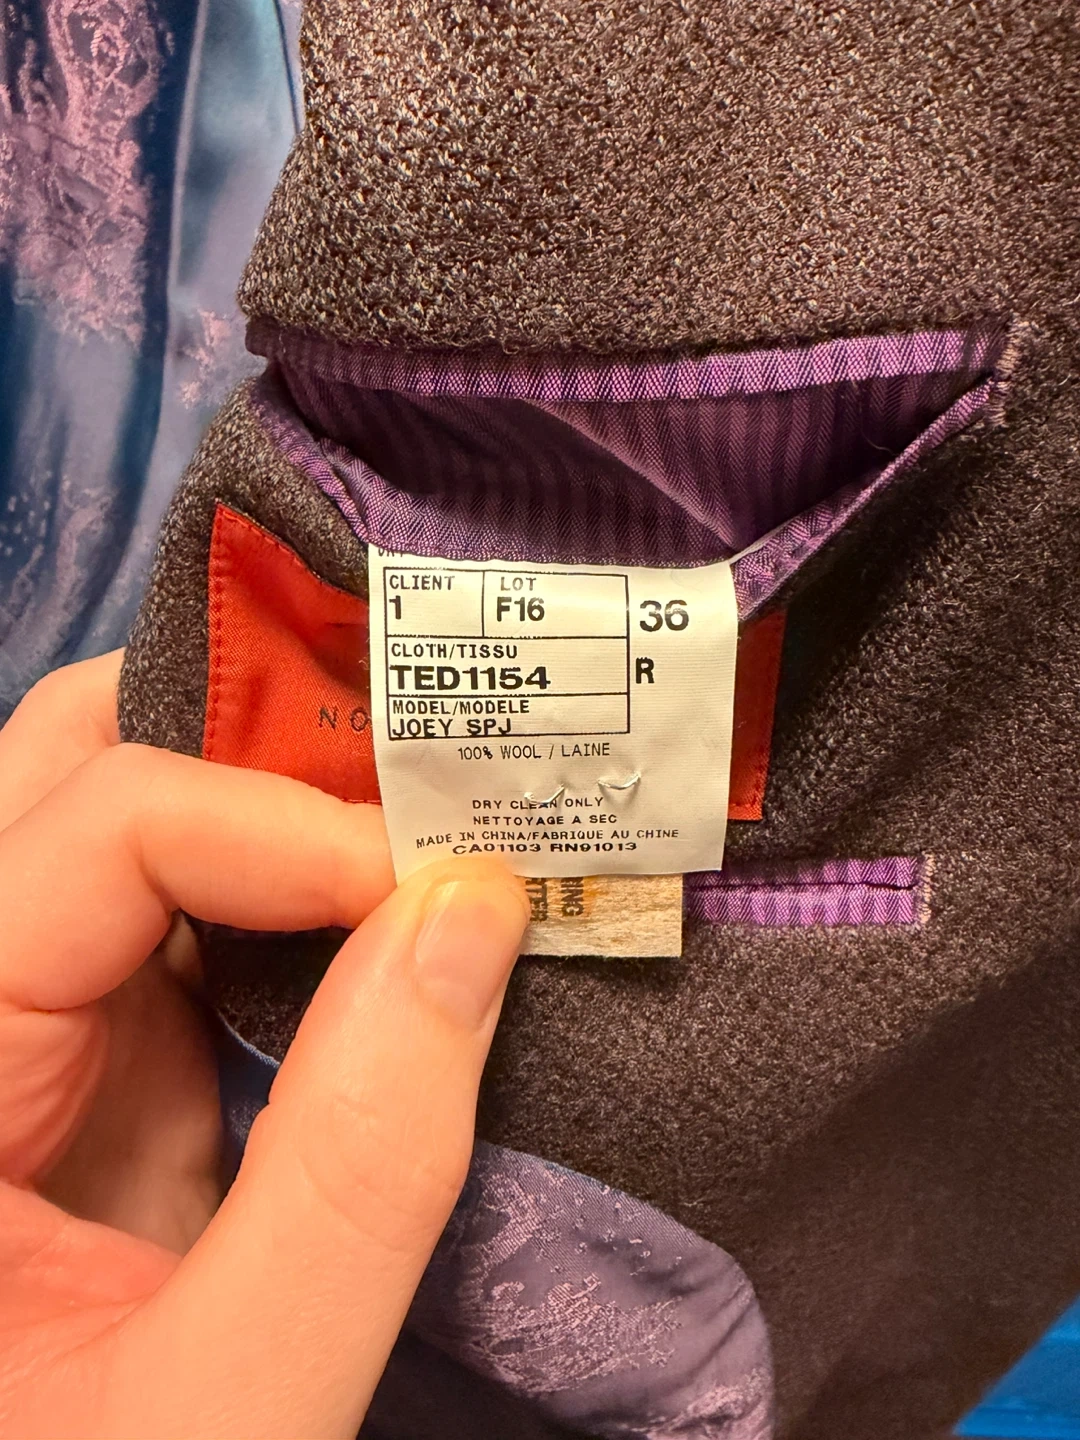 CLIENT LOT
1 F16 36
CLOTH/TISSU
TED1154 R
MODEL/MODELE
JOEY SPJ
100% WOOL / LAINE
DRY CLEAN ONLY
NETTOYAGE A SEC
MADE IN CHINA/FABRIQUE AU CHINE
CA01103 RN91013
NO